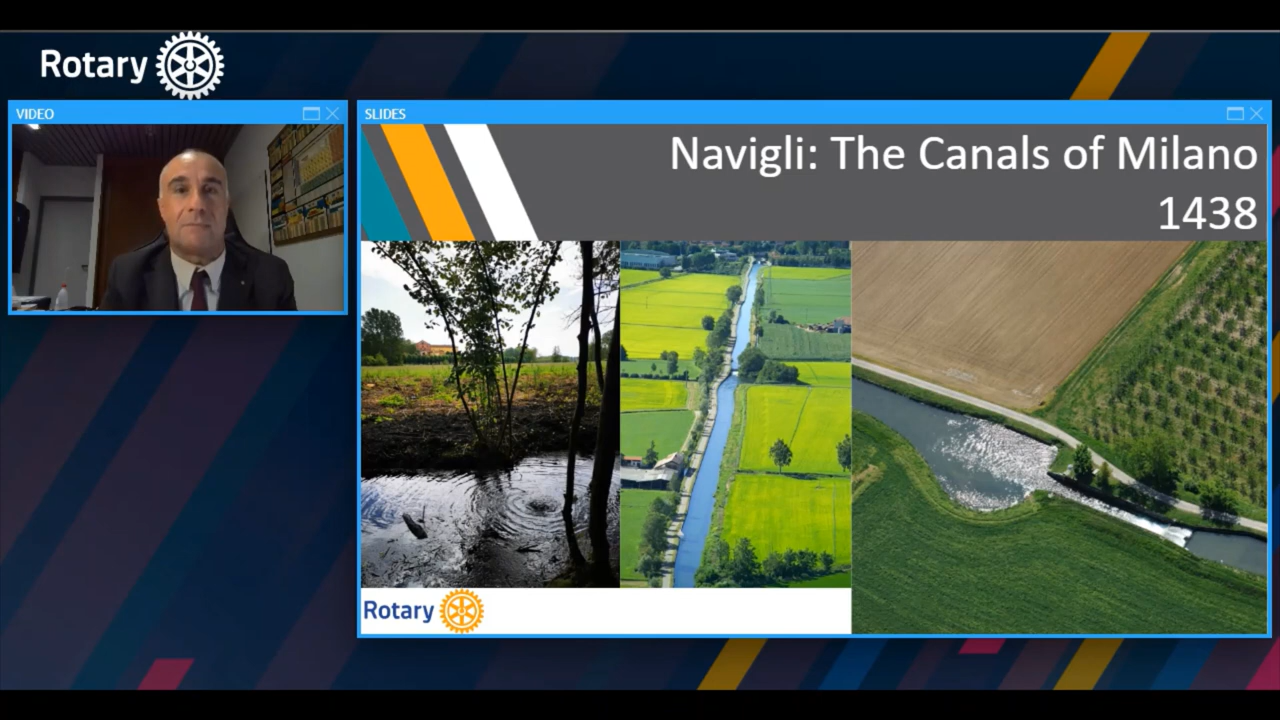 Rotary
VIDEO
SLIDES
Navigli: The Canals of Milano
1438
Rotary